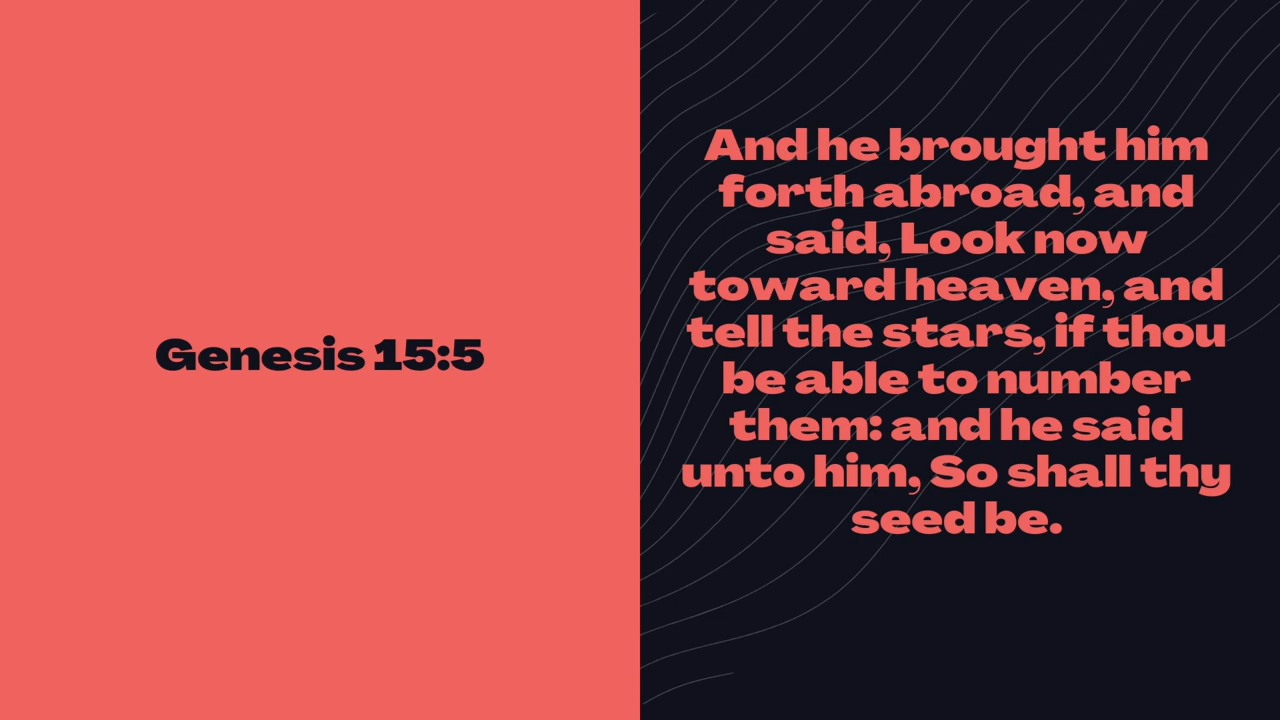 Genesis 15:5
And he brought him
forth abroad, and
said, Look now
toward heaven, and
tell the stars, if thou
be able to number
them: and he said
unto him, So shall thy
seed be.